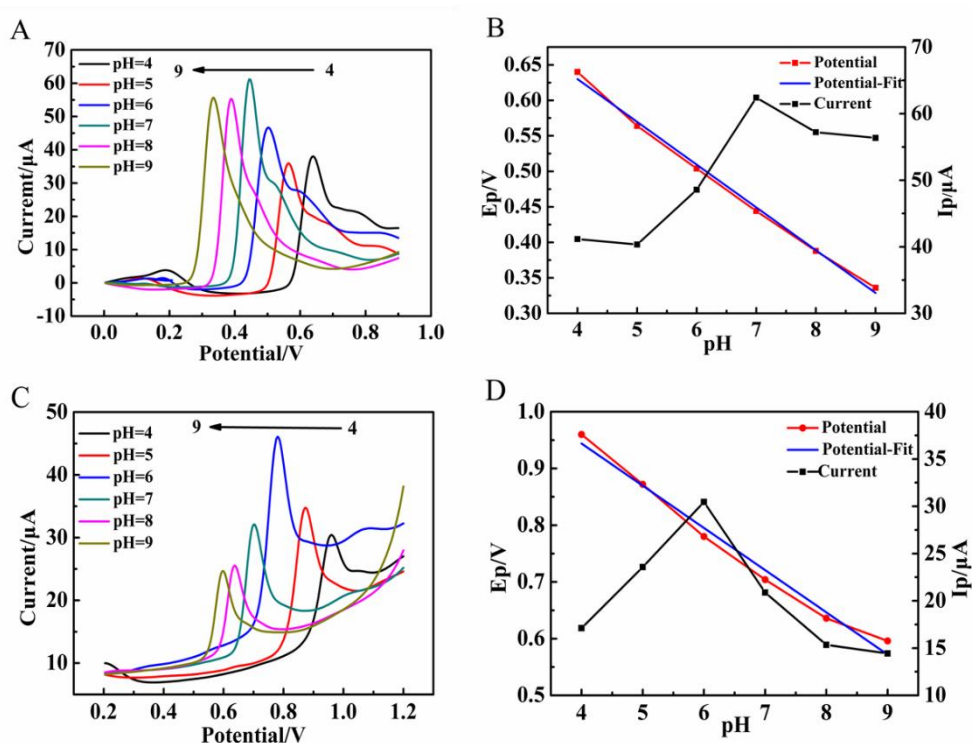 A
pH=4
pH=5
pH=6
pH=7
pH=8
pH=9
9 4
Curremt/μA
60
50
40
30
20
10
0
-10
0.0 0.2 0.4 0.6 0.8 1.0
Potential/V
B
Potential
Potential-Fit
Current
Ep/V
0.65
0.60
0.55
0.50
0.45
0.40
0.35
0.30
Ip/μA
70
60
50
40
30
4 5 6 7 8 9
pH
C
pH=4
pH=5
pH=6
pH=7
pH=8
pH=9
9 4
Current/μA
50
40
30
20
10
0.2 0.4 0.6 0.8 1.0 1.2
Potential/V
D
Potential
Potential-Fit
Current
Ep/V
1.0
0.9
0.8
0.7
0.6
0.5
Ip/μA
40
35
30
25
20
15
10
4 5 6 7 8 9
pH